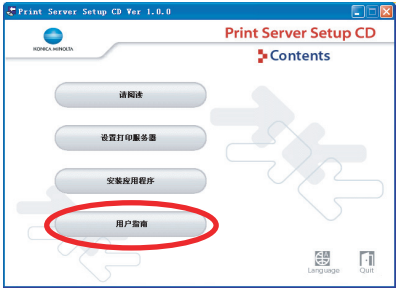 Print Server Setup CD Ver 1.0.0
KONICA MINOLTA
Print Server Setup CD
Contents
请阅读
设置打印服务器
安装应用程序
用户指南
Language
Quit